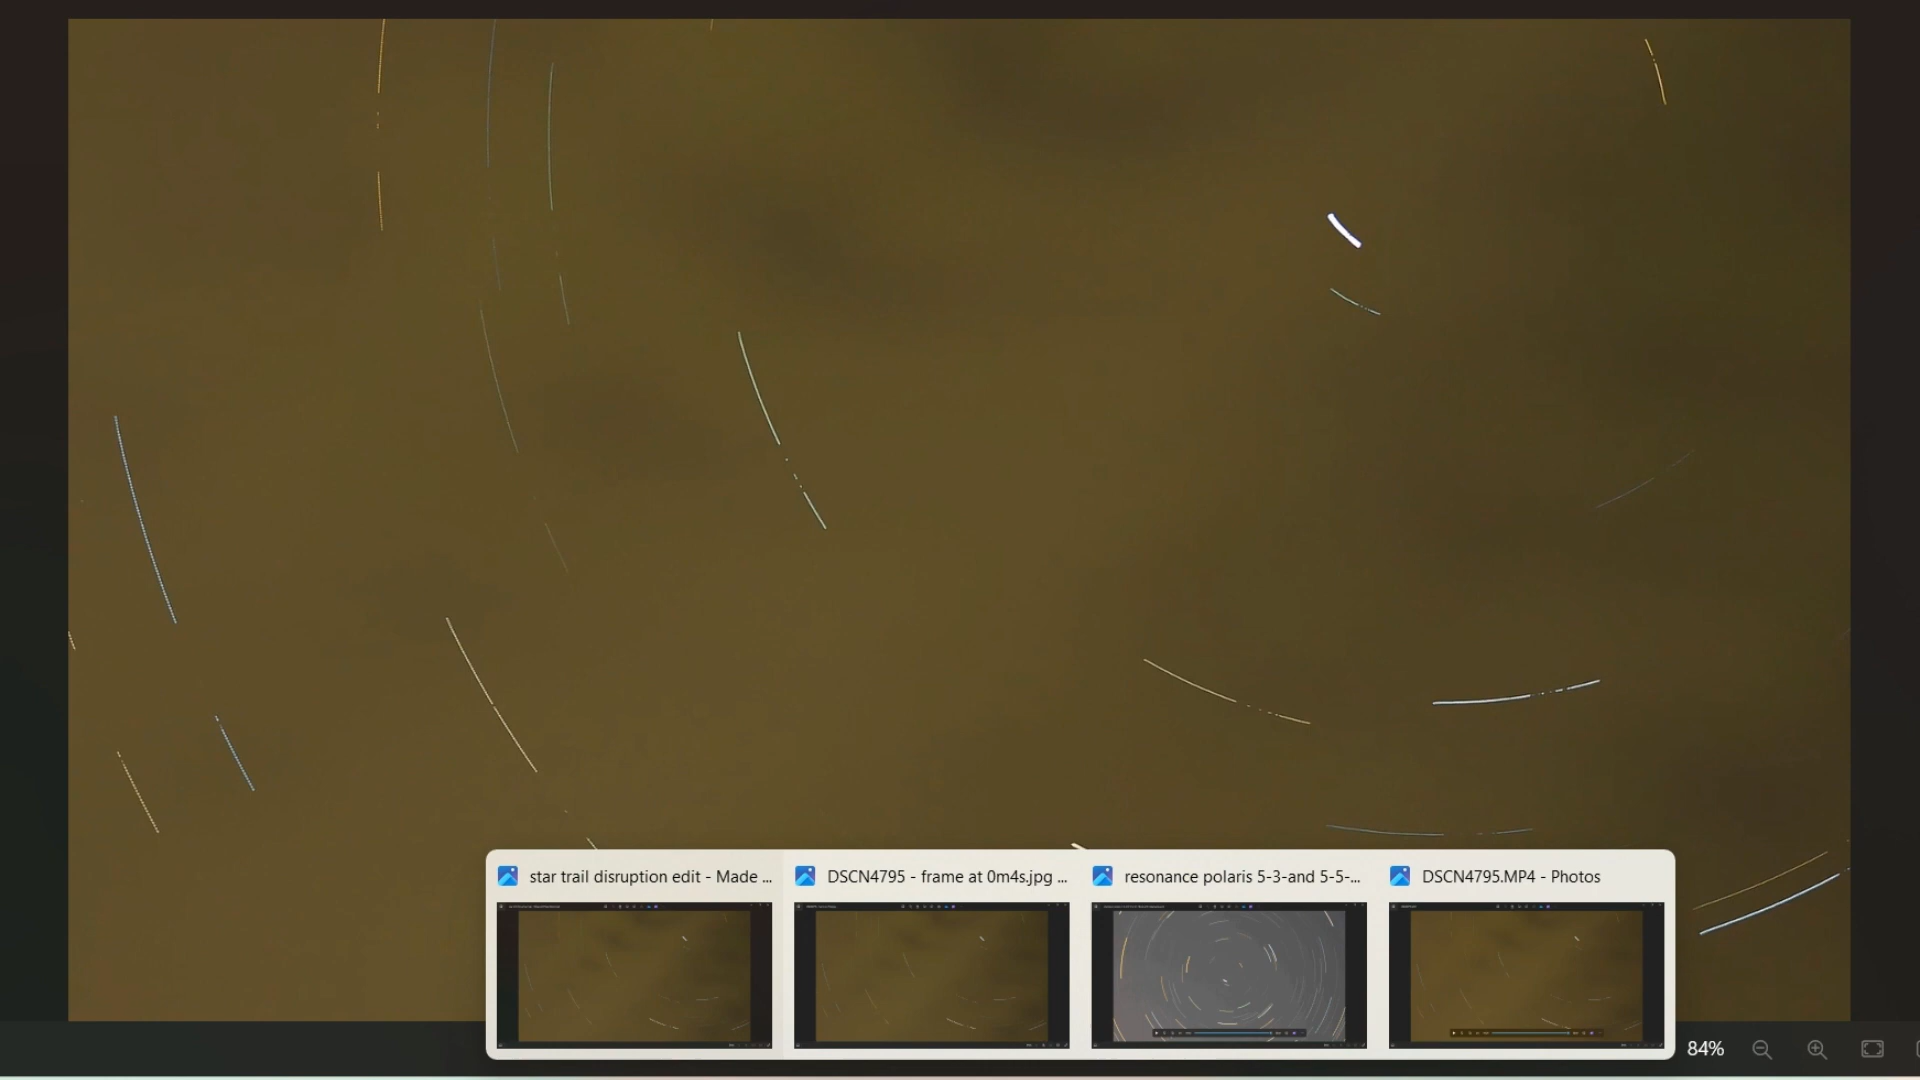 star trail disruption edit - Made ...
DSCN4795 - frame at 0m4s.jpg ...
resonance polaris 5-3-and 5-5-...
DSCN4795.MP4 - Photos
84%